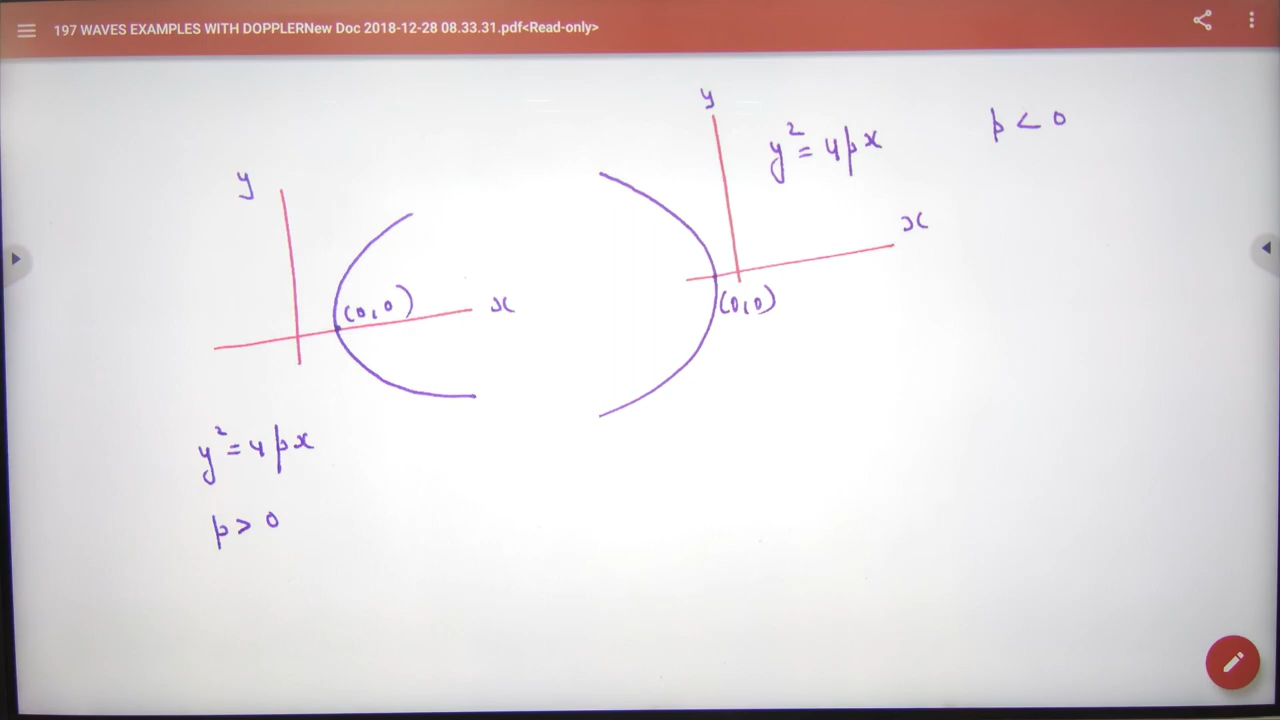 197 WAVES EXAMPLES WITH DOPPLERNew Doc 2018-12-28 08.33.31.pdf<Read-only>
y
(0,0)
x
y² = 4px
p > 0
y
y² = 4px
p < 0
x
(0,0)